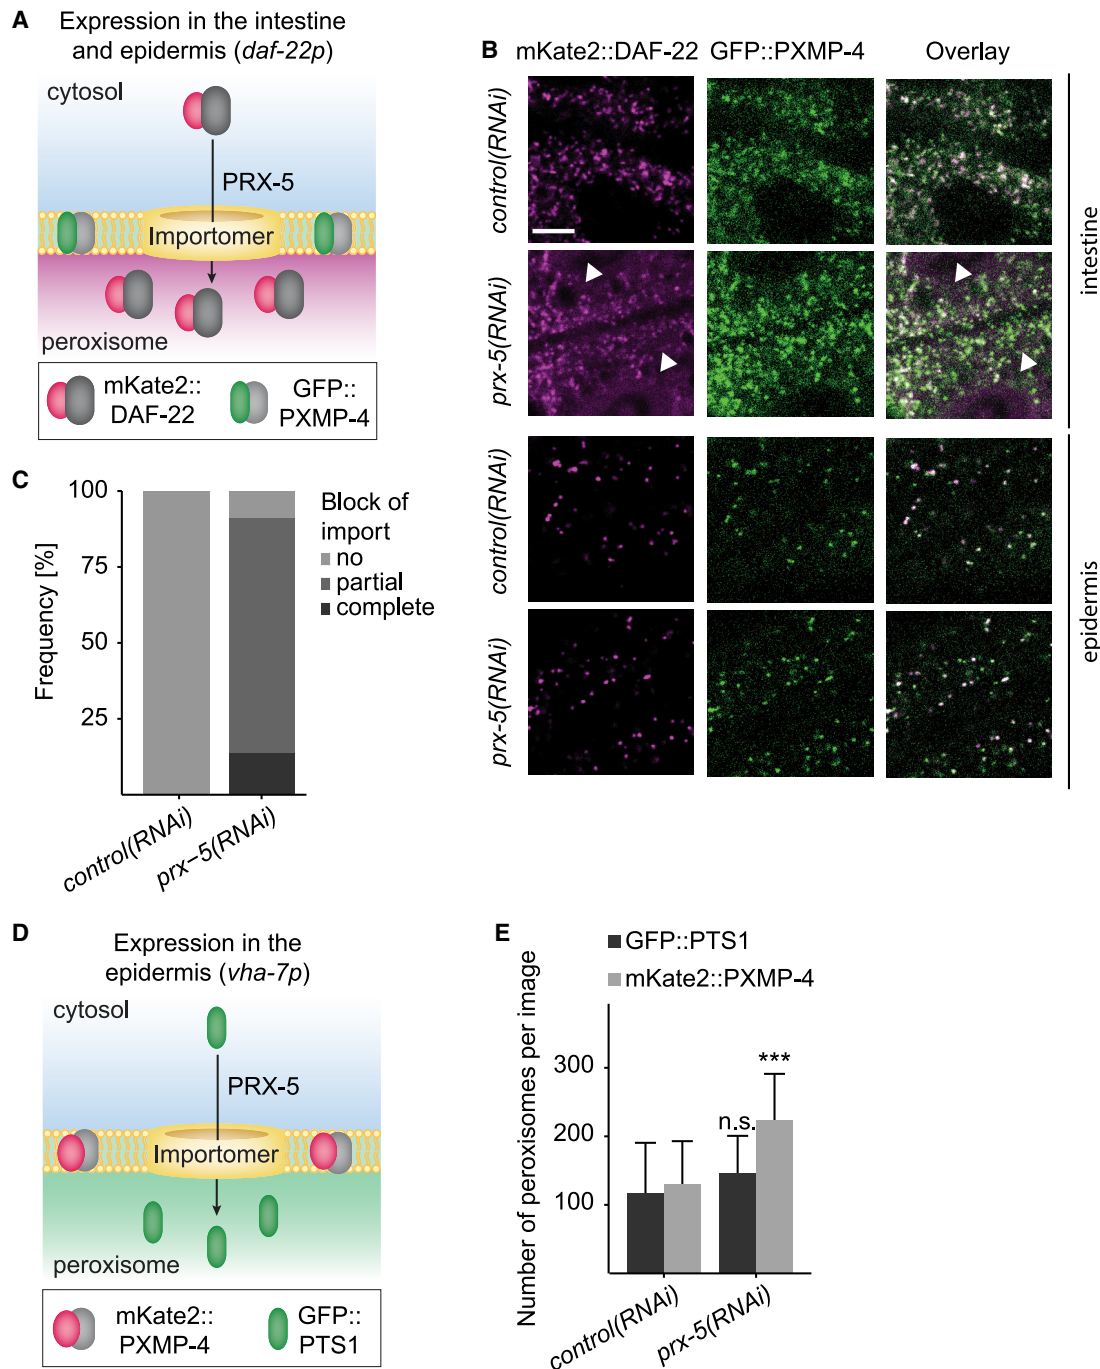 A
Expression in the intestine
and epidermis (daf-22p)
cytosol
PRX-5
Importomer
peroxisome
mKate2::
DAF-22
GFP::
PXMP-4
B
mKate2::DAF-22
GFP::PXMP-4
Overlay
control(RNAi)
prx-5(RNAi)
intestine
control(RNAi)
prx-5(RNAi)
epidermis
C
100
75
50
25
Frequency [%]
Block of
import
no
partial
complete
control(RNAi)
prx−5(RNAi)
D
Expression in the
epidermis (vha-7p)
cytosol
PRX-5
Importomer
peroxisome
mKate2::
PXMP-4
GFP::
PTS1
E
GFP::PTS1
mKate2::PXMP-4
Number of peroxisomes per image
300
200
100
n.s.
***
control(RNAi)
prx-5(RNAi)